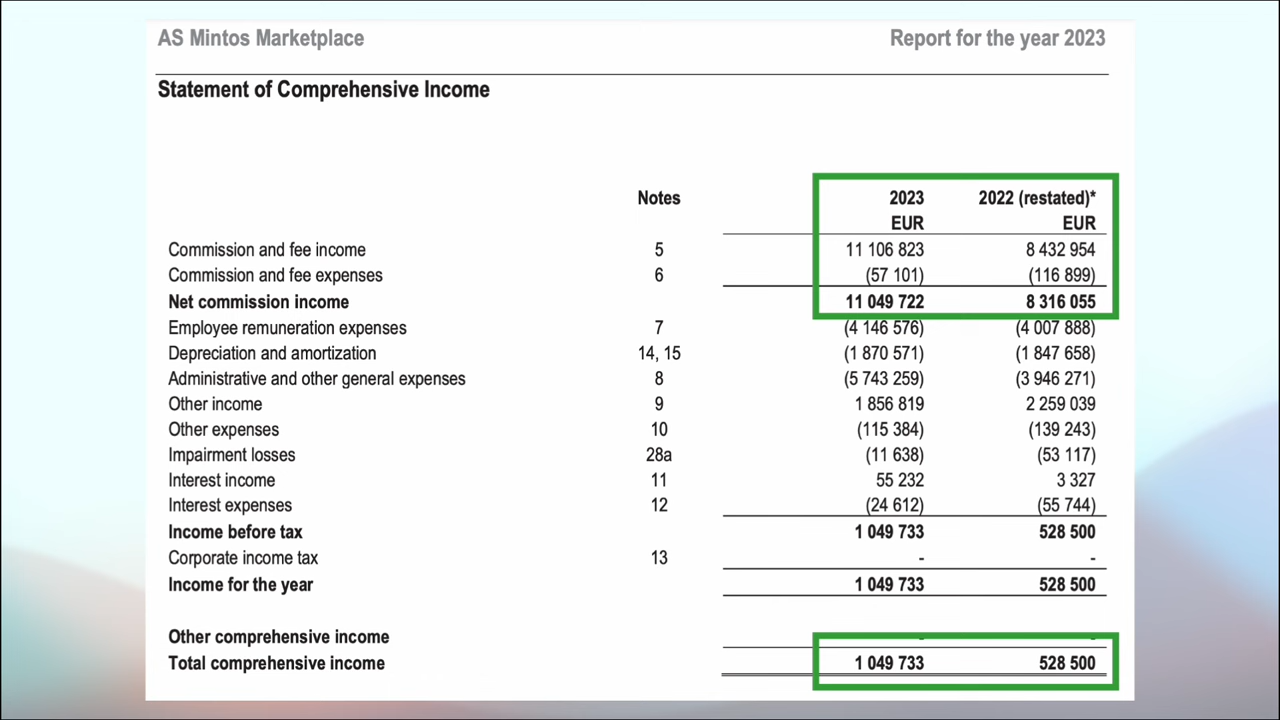 AS Mintos Marketplace Report for the year 2023
Statement of Comprehensive Income
Notes 2023 2022 (restated)*
EUR EUR
Commission and fee income 5 11 106 823 8 432 954
Commission and fee expenses 6 (57 101) (116 899)
Net commission income 11 049 722 8 316 055
Employee remuneration expenses 7 (4 146 576) (4 007 888)
Depreciation and amortization 14, 15 (1 870 571) (1 847 658)
Administrative and other general expenses 8 (5 743 259) (3 946 271)
Other income 9 1 856 819 2 259 039
Other expenses 10 (115 384) (139 243)
Impairment losses 28a (11 638) (53 117)
Interest income 11 55 232 3 327
Interest expenses 12 (24 612) (55 744)
Income before tax 1 049 733 528 500
Corporate income tax 13 - -
Income for the year 1 049 733 528 500
Other comprehensive income - -
Total comprehensive income 1 049 733 528 500